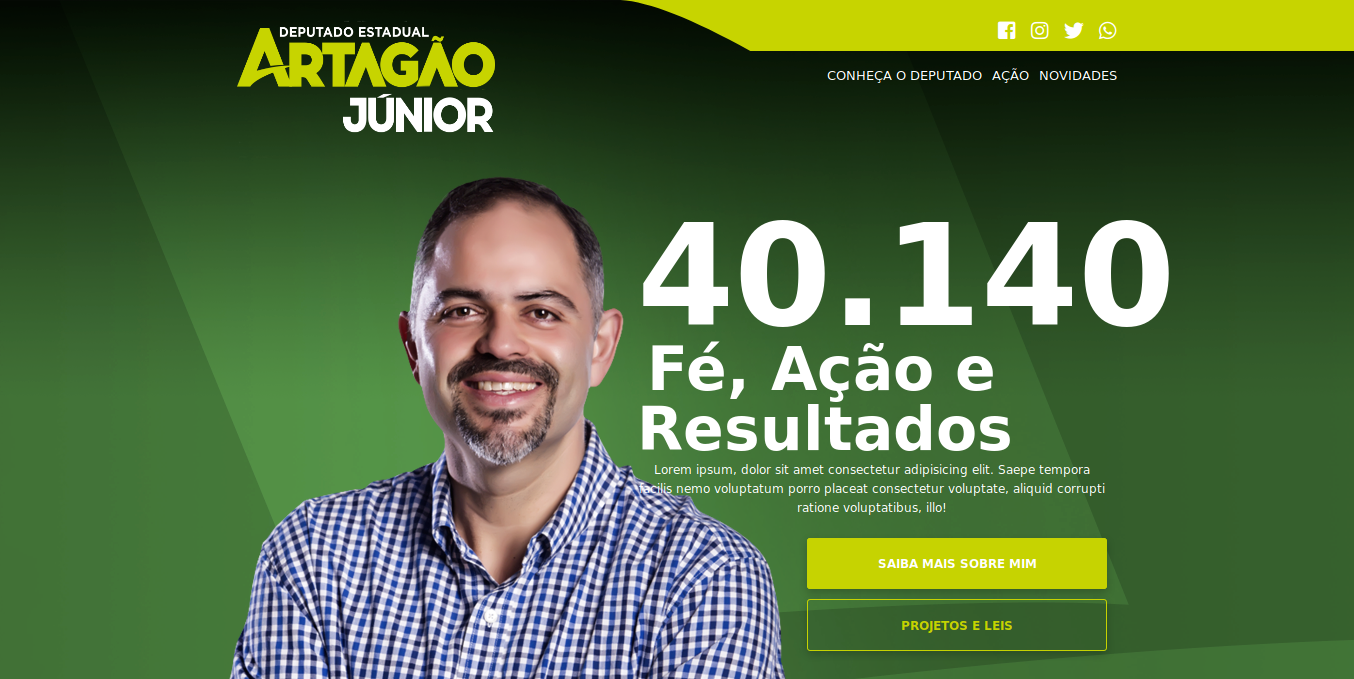 DEPUTADO ESTADUAL
ARTAGÃO
JÚNIOR
CONHEÇA O DEPUTADO AÇÃO NOVIDADES
40.140
Fé, Ação e
Resultados
Lorem ipsum, dolor sit amet consectetur adipisicing elit. Saepe tempora
facilis nemo voluptatum porro placeat consectetur voluptate, aliquid corrupti
ratione voluptatibus, illo!
SAIBA MAIS SOBRE MIM
PROJETOS E LEIS